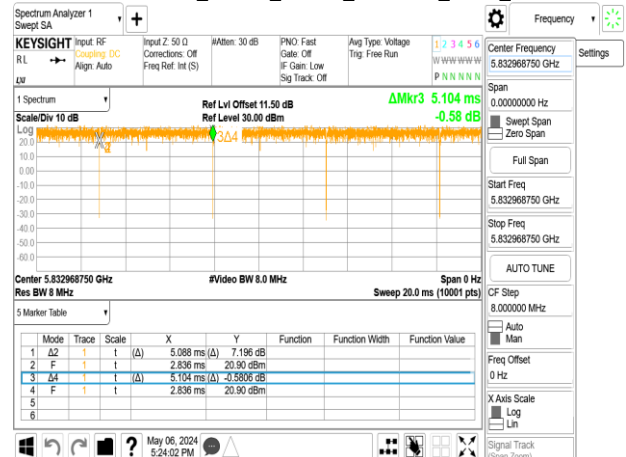 Spectrum Analyzer 1
Swept SA
Frequency
KEYSIGHT
RL
Input: RF
Coupling: DC
Align: Auto
Input Z: 50 Ω
Corrections: Off
Freq Ref: Int (S)
#Atten: 30 dB
PNO: Fast
Gate: Off
IF Gain: Low
Sig Track: Off
Avg Type: Voltage
Trig: Free Run
1 2 3 4 5 6
W W W W W W
P N N N N N
Center Frequency
5.832968750 GHz
Settings
Span
0.00000000 Hz
Swept Span
Zero Span
Full Span
Start Freq
5.832968750 GHz
Stop Freq
5.832968750 GHz
AUTO TUNE
CF Step
8.000000 MHz
Auto
Man
Freq Offset
0 Hz
X Axis Scale
Log
Lin
Signal Track
(Span Zoom)
1 Spectrum
Scale/Div 10 dB
Ref Lvl Offset 11.50 dB
Ref Level 30.00 dBm
ΔMkr3 5.104 ms
-0.58 dB
Log
3Δ4
20.0
10.0
0.00
-10.0
-20.0
-30.0
-40.0
-50.0
-60.0
Center 5.832968750 GHz
#Video BW 8.0 MHz
Span 0 Hz
Res BW 8 MHz
Sweep 20.0 ms (10001 pts)
5 Marker Table
Mode Trace Scale X Y Function Function Width Function Value
1 Δ2 1 t (Δ) 5.088 ms (Δ) 7.196 dB
2 F 1 t 2.836 ms 20.90 dBm
3 Δ4 1 t (Δ) 5.104 ms (Δ) -0.5806 dB
4 F 1 t 2.836 ms 20.90 dBm
5
6
May 06, 2024
5:24:02 PM